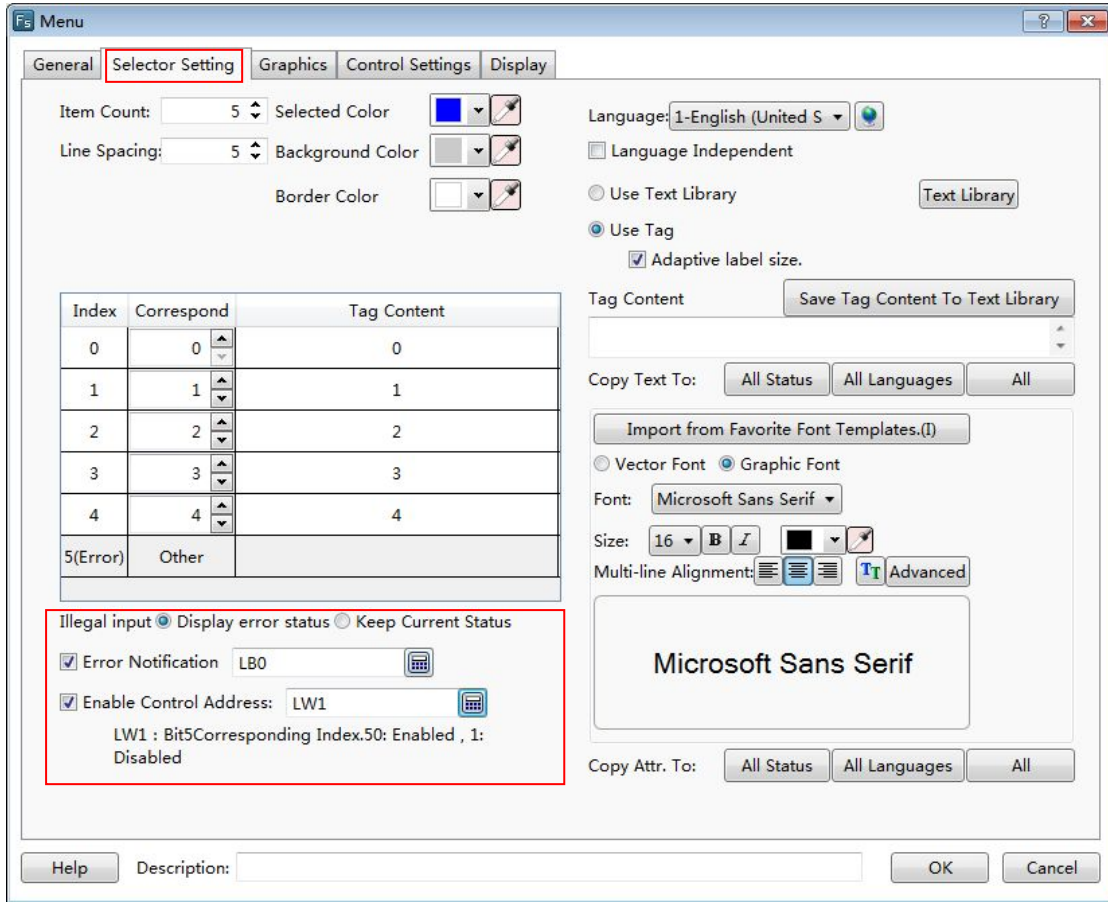 Fs Menu
General Selector Setting Graphics Control Settings Display
Item Count: 5 Selected Color
Line Spacing: 5 Background Color
Border Color
Language: 1-English (United S
Language Independent
Use Text Library Text Library
Use Tag
Adaptive label size.
Index Correspond Tag Content
0 0 0
1 1 1
2 2 2
3 3 3
4 4 4
5(Error) Other
Tag Content Save Tag Content To Text Library
Copy Text To: All Status All Languages All
Import from Favorite Font Templates.(I)
Vector Font Graphic Font
Font: Microsoft Sans Serif
Size: 16 B I
Multi-line Alignment: TT Advanced
Microsoft Sans Serif
Copy Attr. To: All Status All Languages All
Illegal input Display error status Keep Current Status
Error Notification LB0
Enable Control Address: LW1
LW1 : Bit5Corresponding Index.50: Enabled , 1:
Disabled
Help Description: OK Cancel